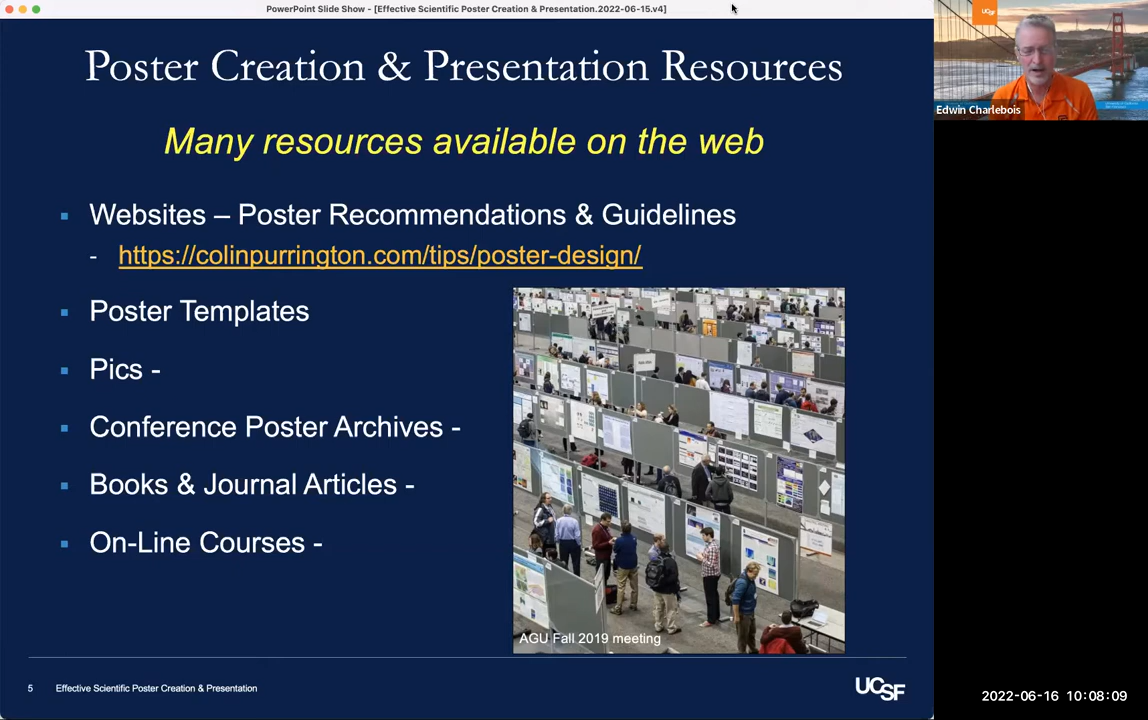 PowerPoint Slide Show - [Effective Scientific Poster Creation & Presentation.2022-06-15.v4]
UCSF
Edwin Charlebois
Poster Creation & Presentation Resources
Many resources available on the web
▪ Websites – Poster Recommendations & Guidelines
- https://colinpurrington.com/tips/poster-design/
▪ Poster Templates
▪ Pics -
▪ Conference Poster Archives -
▪ Books & Journal Articles -
▪ On-Line Courses -
AGU Fall 2019 meeting
5 Effective Scientific Poster Creation & Presentation
UCSF
2022-06-16 10:08:09